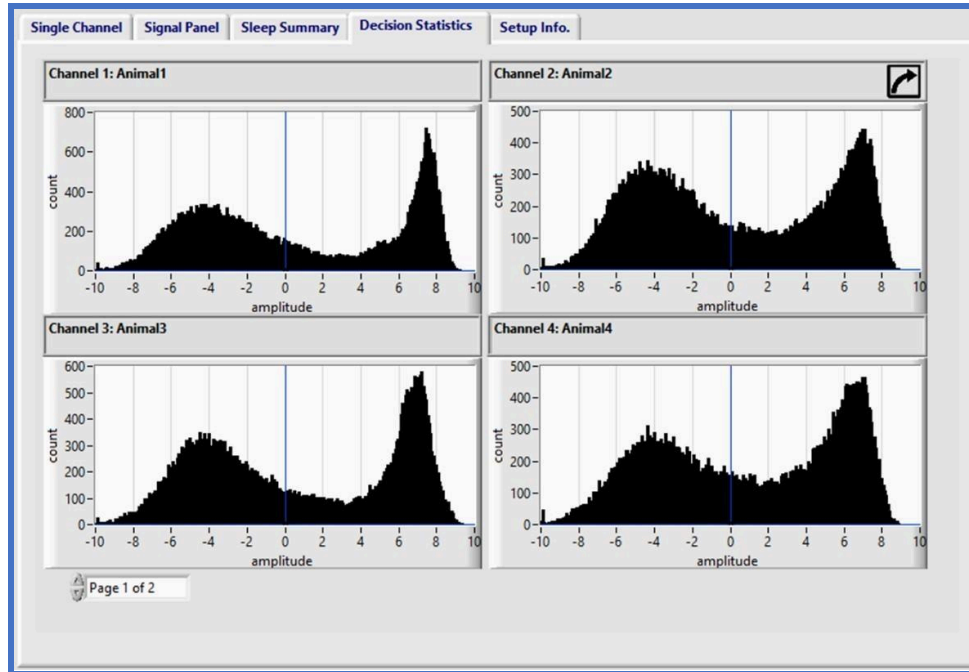 Single Channel Signal Panel Sleep Summary Decision Statistics Setup Info.
Channel 1: Animal1
800
600
400
200
0
count
-10 -8 -6 -4 -2 0 2 4 6 8 10
amplitude
Channel 2: Animal2
500
400
300
200
100
0
count
-10 -8 -6 -4 -2 0 2 4 6 8 10
amplitude
Channel 3: Animal3
600
500
400
300
200
100
0
count
-10 -8 -6 -4 -2 0 2 4 6 8 10
amplitude
Channel 4: Animal4
500
400
300
200
100
0
count
-10 -8 -6 -4 -2 0 2 4 6 8 10
amplitude
Page 1 of 2